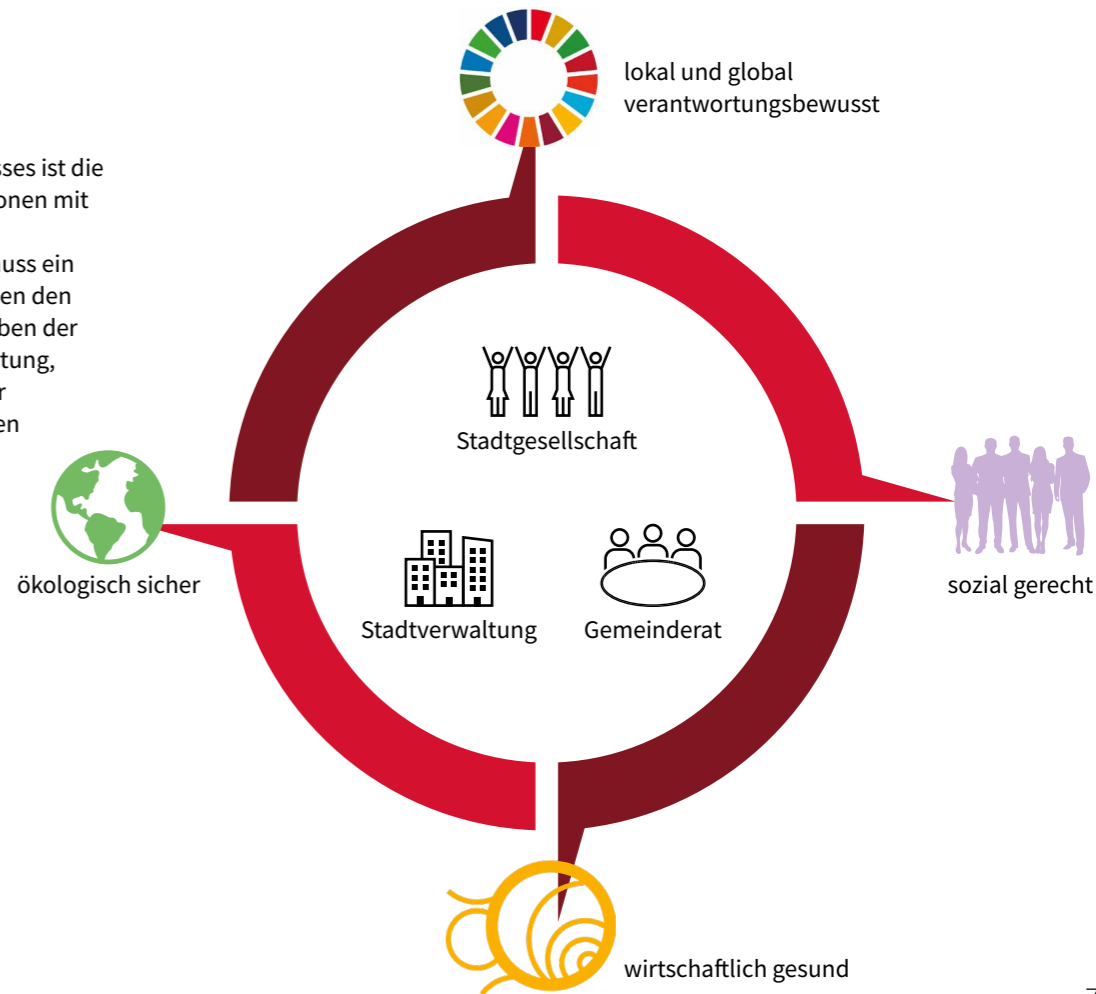 lokal und global
verantwortungsbewusst
sses ist die
onen mit
uss ein
en den
ben der
tung,
r
en
Stadtgesellschaft
ökologisch sicher
sozial gerecht
Stadtverwaltung
Gemeinderat
wirtschaftlich gesund